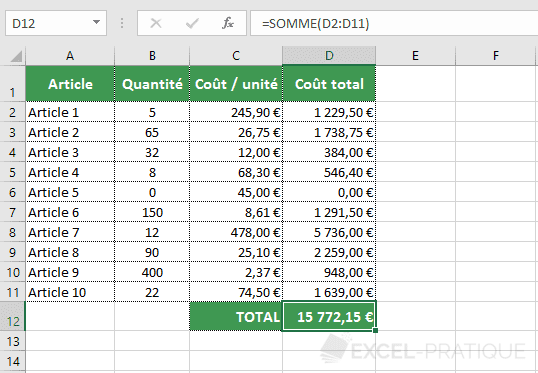 D12 fx =SOMME(D2:D11)
A B C D E F
1 Article Quantité Coût / unité Coût total
2 Article 1 5 245,90 € 1 229,50 €
3 Article 2 65 26,75 € 1 738,75 €
4 Article 3 32 12,00 € 384,00 €
5 Article 4 8 68,30 € 546,40 €
6 Article 5 0 45,00 € 0,00 €
7 Article 6 150 8,61 € 1 291,50 €
8 Article 7 12 478,00 € 5 736,00 €
9 Article 8 90 25,10 € 2 259,00 €
10 Article 9 400 2,37 € 948,00 €
11 Article 10 22 74,50 € 1 639,00 €
12 TOTAL 15 772,15 €
13
14
EXCEL-PRATIQUE